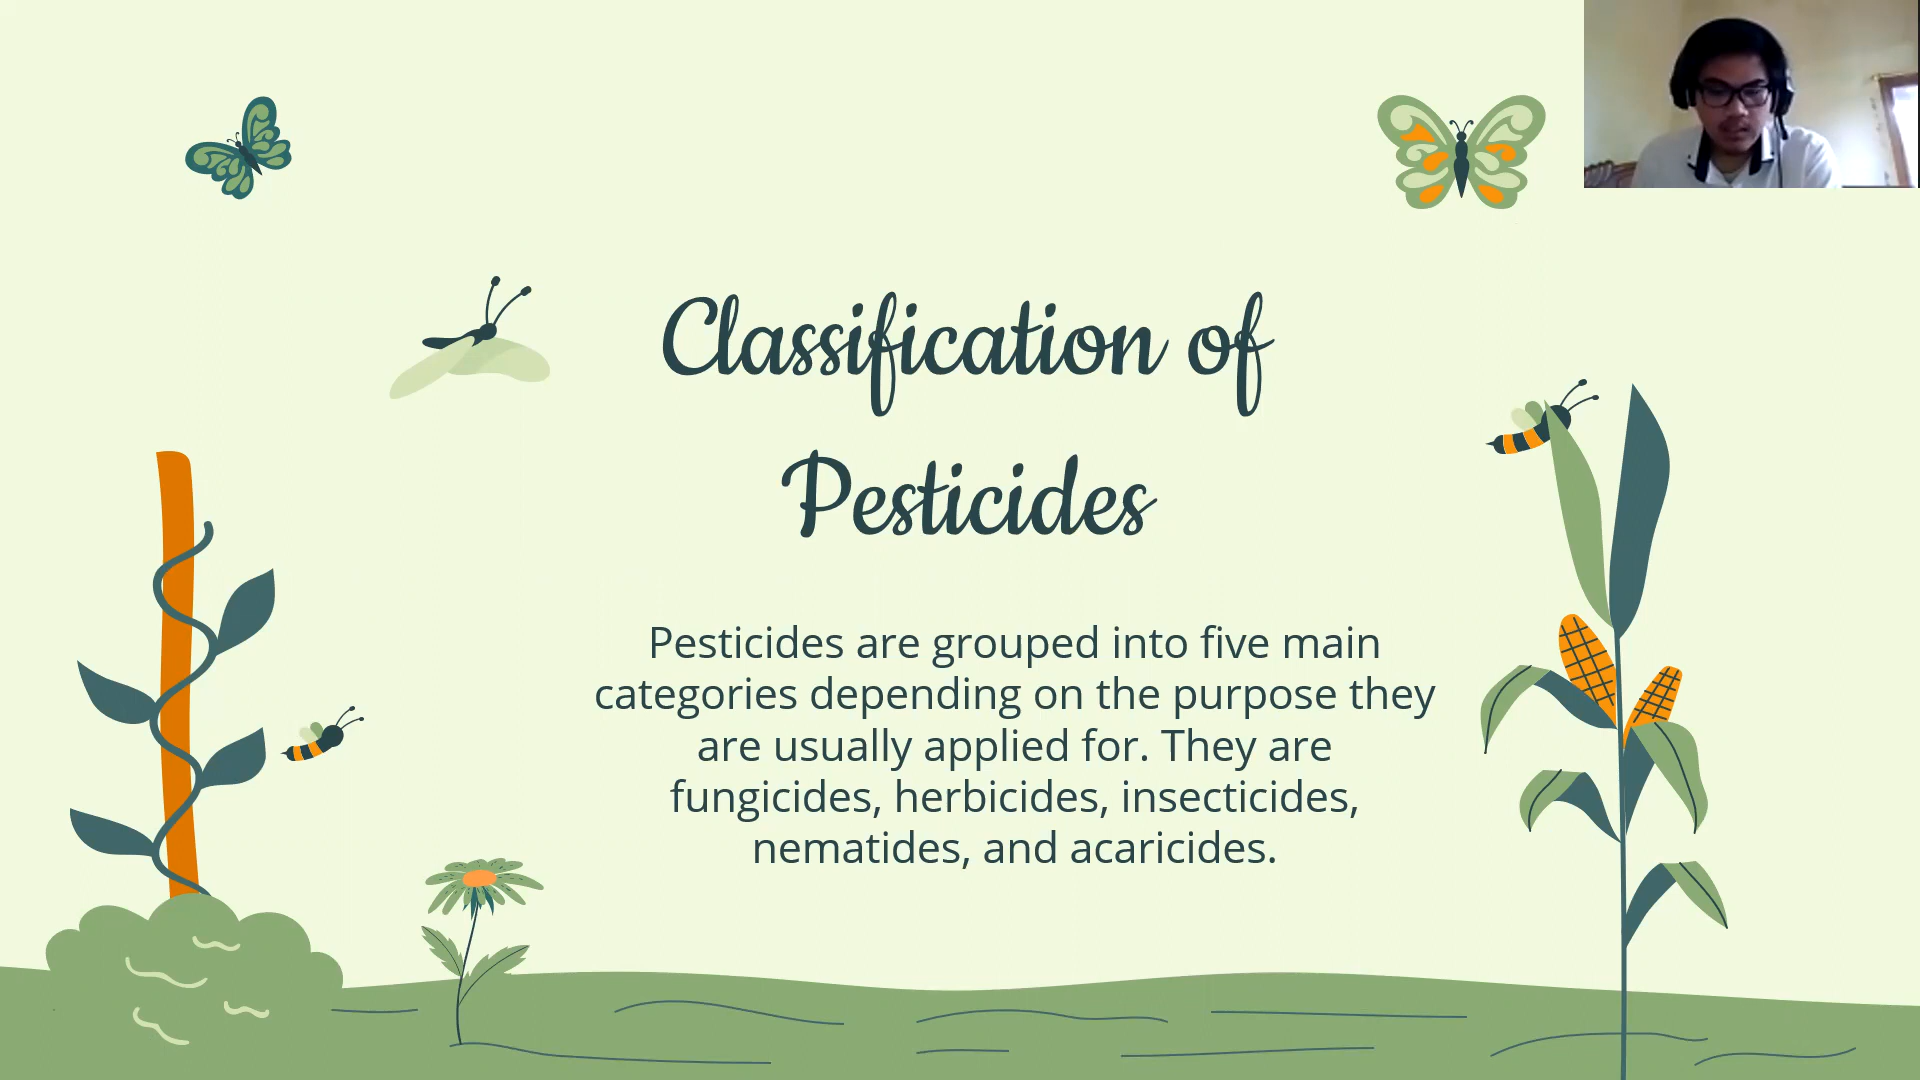 Classification of
Pesticides
Pesticides are grouped into five main
categories depending on the purpose they
are usually applied for. They are
fungicides, herbicides, insecticides,
nematides, and acaricides.